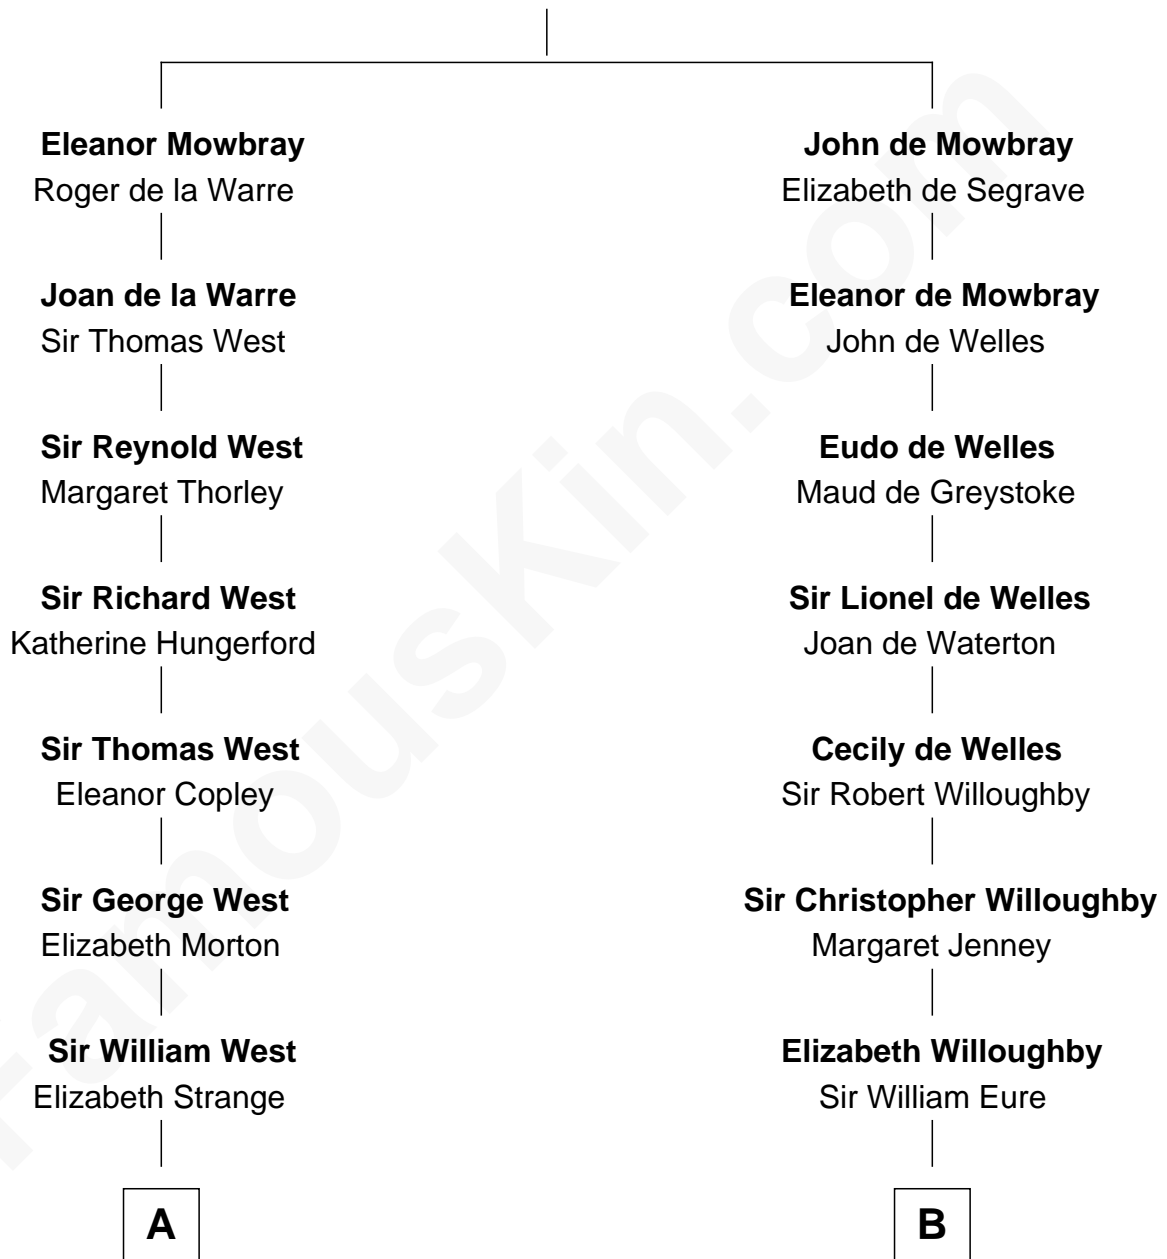 Eleanor Mowbray
Roger de la Warre
Joan de la Warre
Sir Thomas West
Sir Reynold West
Margaret Thorley
Sir Richard West
Katherine Hungerford
Sir Thomas West
Eleanor Copley
Sir George West
Elizabeth Morton
Sir William West
Elizabeth Strange
A
John de Mowbray
Elizabeth de Segrave
Eleanor de Mowbray
John de Welles
Eudo de Welles
Maud de Greystoke
Sir Lionel de Welles
Joan de Waterton
Cecily de Welles
Sir Robert Willoughby
Sir Christopher Willoughby
Margaret Jenney
Elizabeth Willoughby
Sir William Eure
B
FamousKin.com